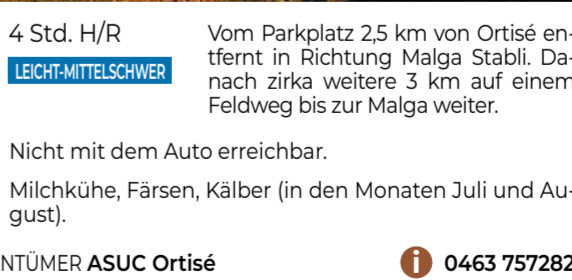 4 Std. H/R
LEICHT-MITTELSCHWER
Vom Parkplatz 2,5 km von Ortisé en-
tfernt in Richtung Malga Stabli. Da-
nach zirka weitere 3 km auf einem
Feldweg bis zur Malga weiter.
Nicht mit dem Auto erreichbar.
Milchkühe, Färsen, Kälber (in den Monaten Juli und Au-
gust).
NTÜMER ASUC Ortisé
i 0463 757282